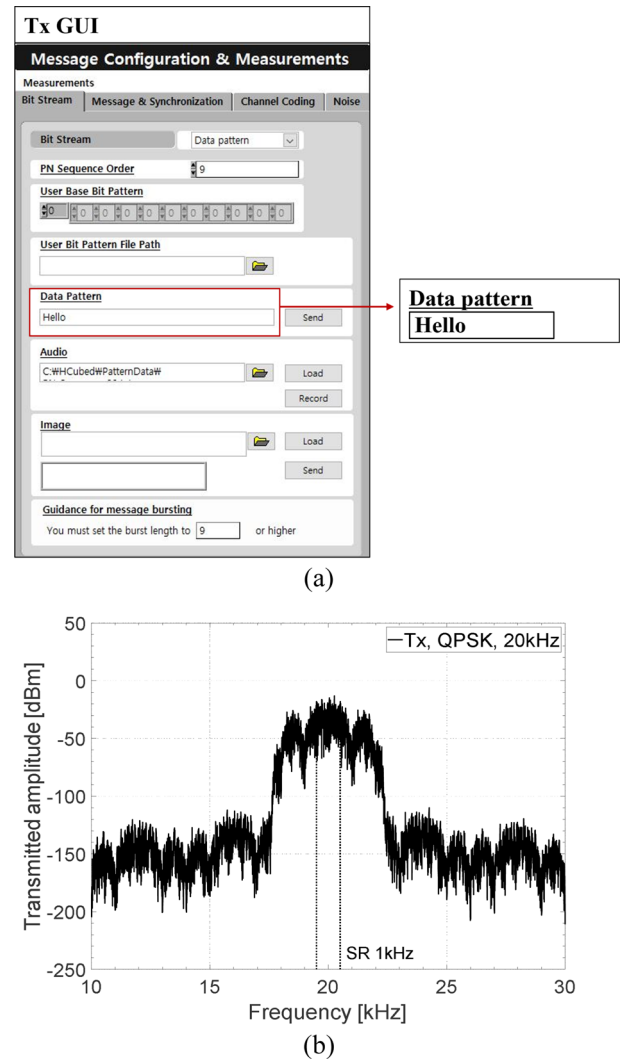 Tx GUI
Message Configuration & Measurements
Measurements
Bit Stream Message & Synchronization Channel Coding Noise
Bit Stream Data pattern
PN Sequence Order 9
User Base Bit Pattern
0 0 0 0 0 0 0 0 0 0 0
User Bit Pattern File Path
Data Pattern
Hello Send
Data pattern
Hello
Audio
C:₩HCubed₩PatternData₩ Load
Record
Image
Load
Send
Guidance for message bursting
You must set the burst length to 9 or higher
(a)
50
0
-50
-100
-150
-200
-250
Transmitted amplitude [dBm]
Tx, QPSK, 20kHz
SR 1kHz
10 15 20 25 30
Frequency [kHz]
(b)